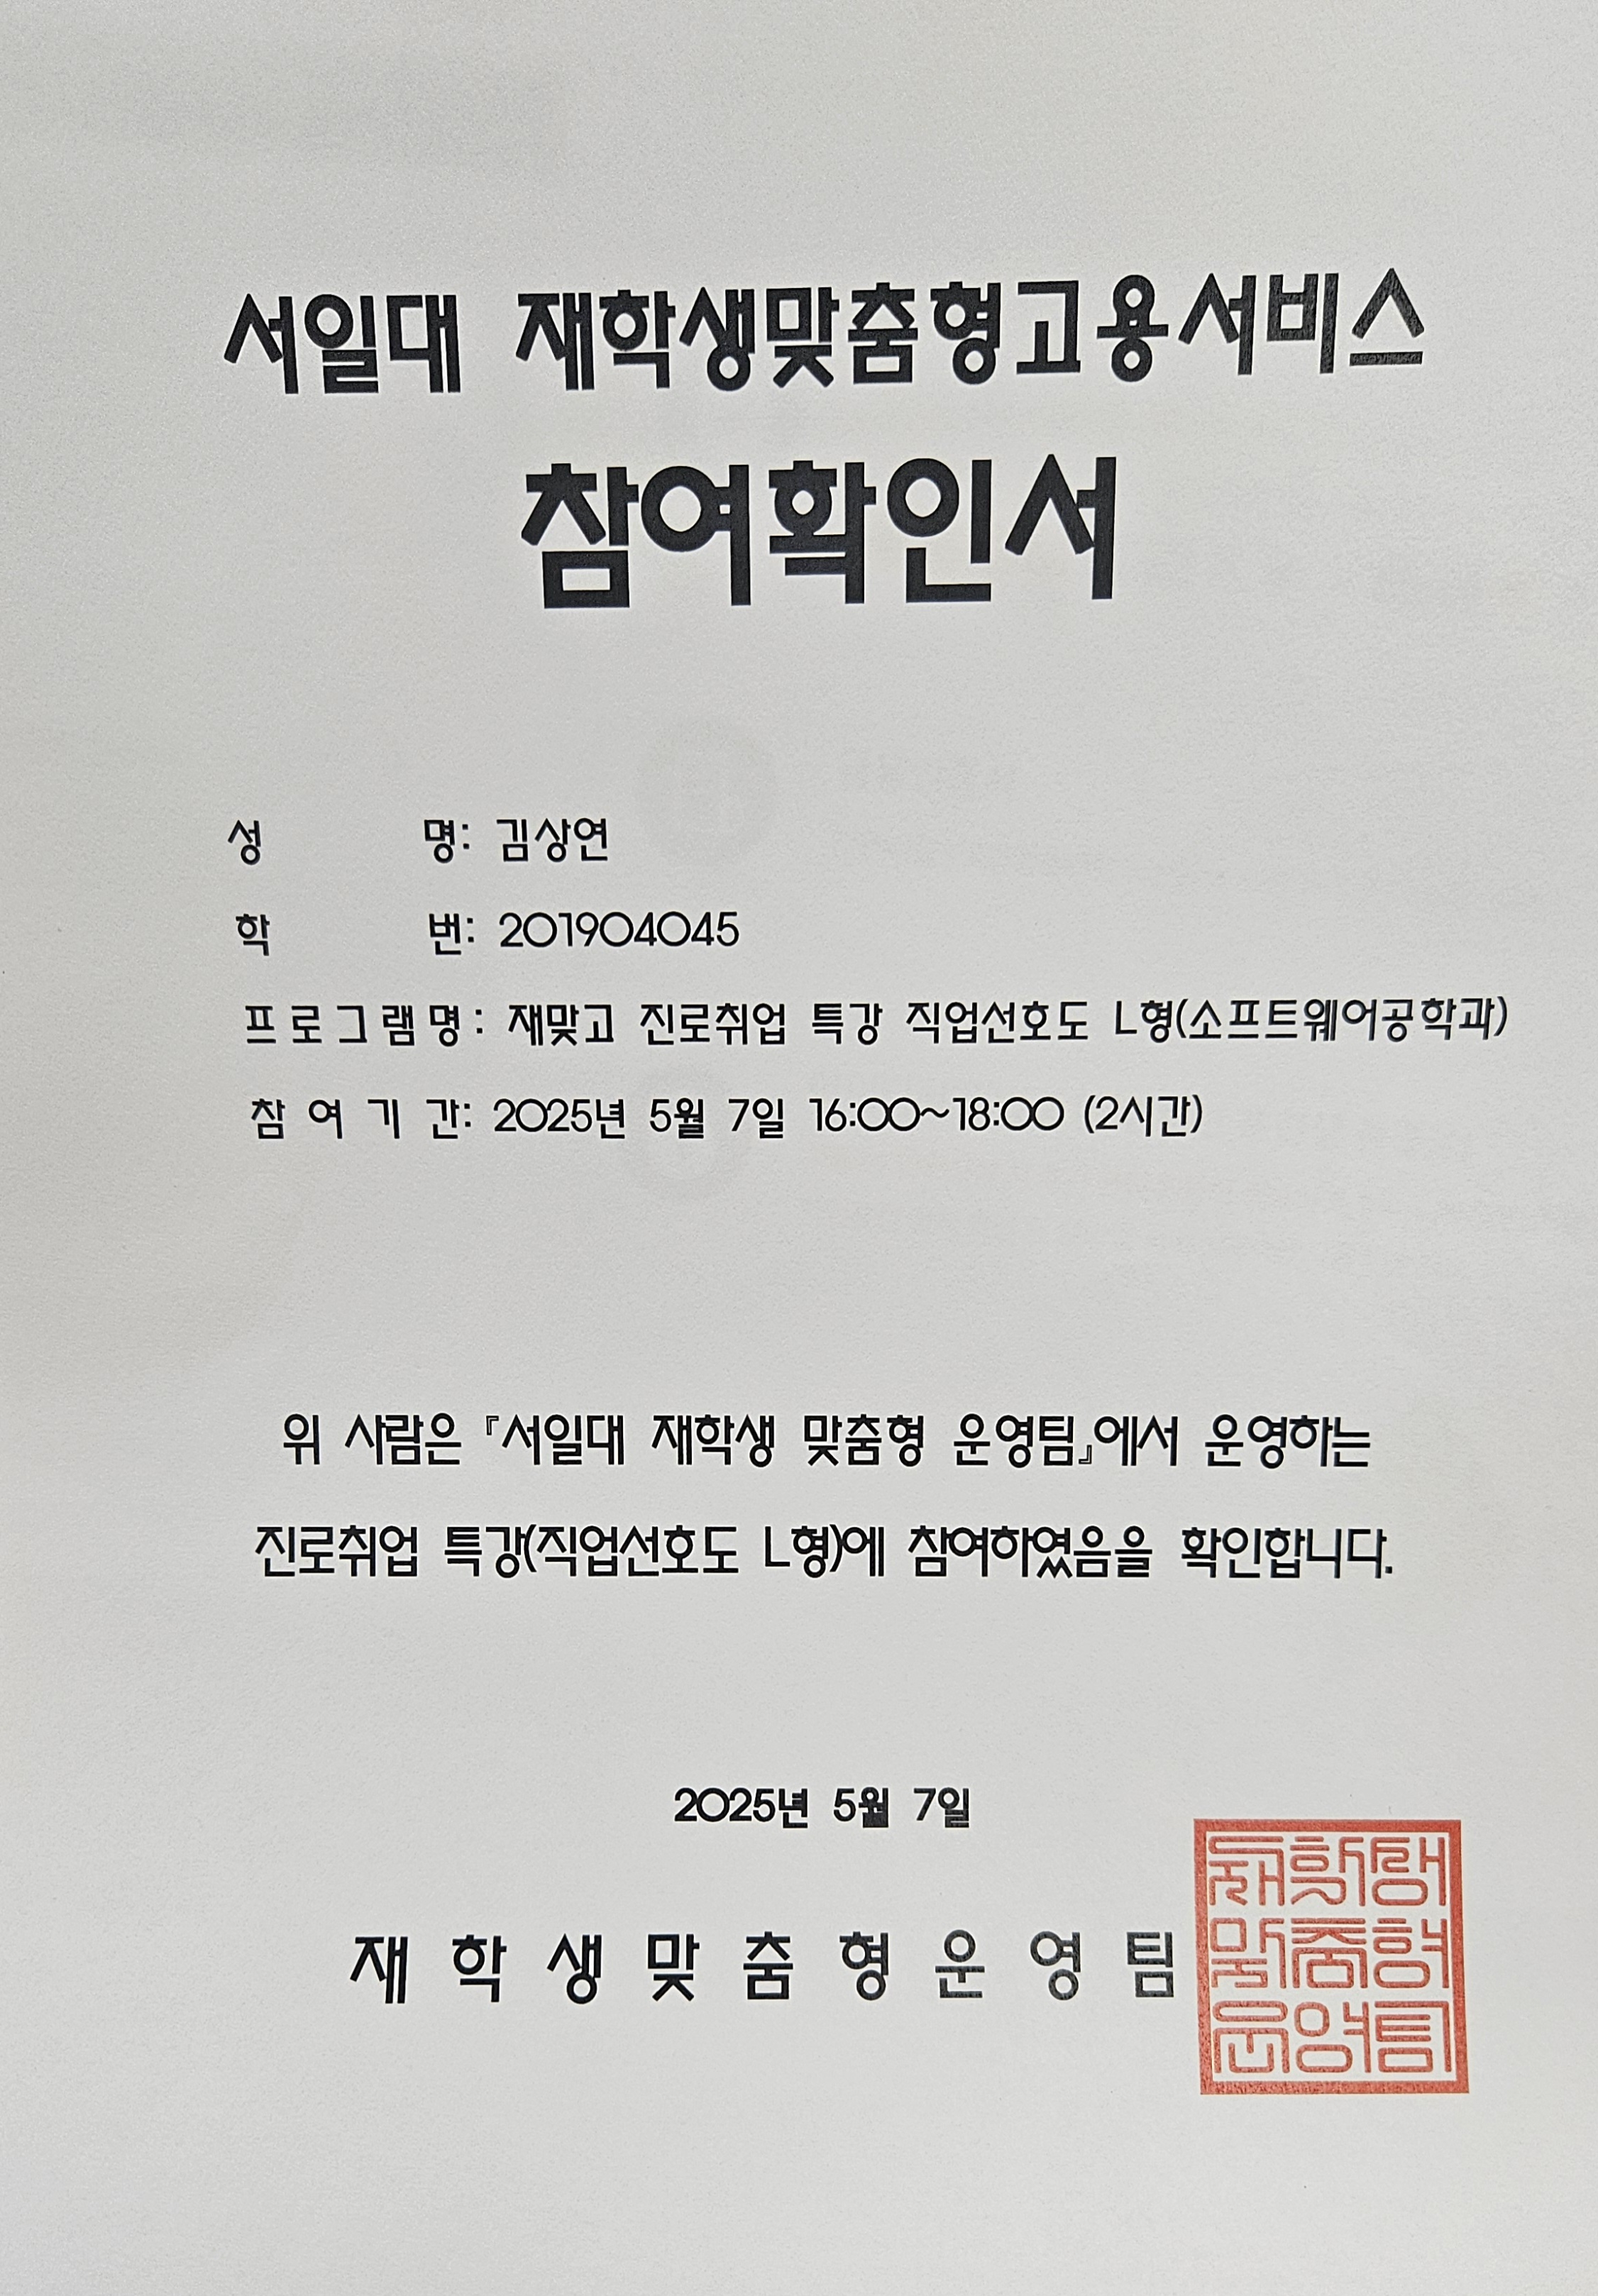 서일대 재학생맞춤형고용서비스
참여확인서
성 명: 김상연
학 번: 201904045
프로그램명: 재맞고 진로취업 특강 직업선호도 L형(소프트웨어공학과)
참 여 기 간: 2025년 5월 7일 16:00~18:00 (2시간)
위 사람은 『서일대 재학생 맞춤형 운영팀』에서 운영하는
진로취업 특강(직업선호도 L형)에 참여하였음을 확인합니다.
2025년 5월 7일
재 학 생 맞 춤 형 운 영 팀
재학생
맞춤형
운영팀